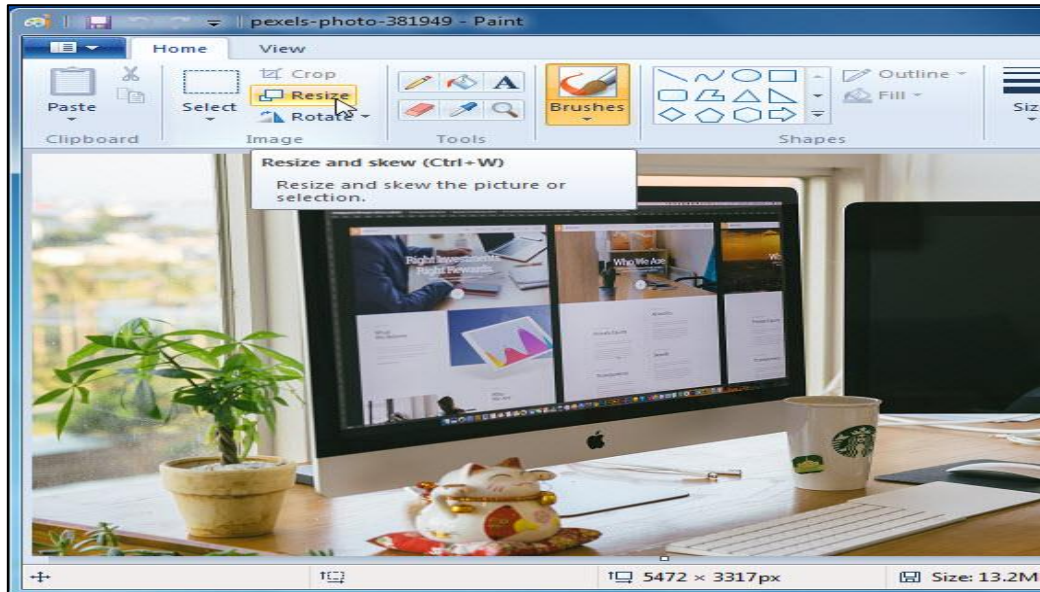 pexels-photo-381949 - Paint
Home View
Crop
Resize
Rotate
Paste
Select
Brushes
Outline
Fill
Siz
Clipboard
Image
Tools
Shapes
Resize and skew (Ctrl+W)
Resize and skew the picture or
selection.
Right Investments
Right Rewards
Who We Are
5472 × 3317px
Size: 13.2M